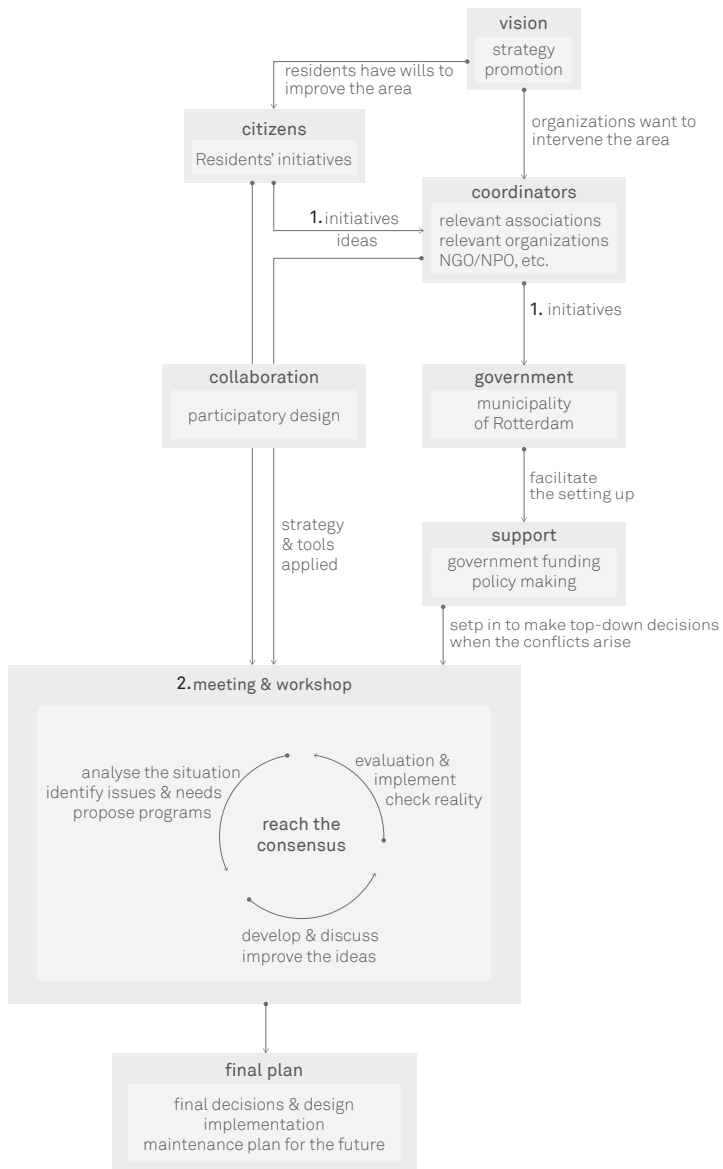 vision
strategy
promotion
residents have wills to
improve the area
organizations want to
intervene the area
citizens
Residents’ initiatives
coordinators
relevant associations
relevant organizations
NGO/NPO, etc.
1. initiatives
ideas
1. initiatives
collaboration
participatory design
government
municipality
of Rotterdam
facilitate
the setting up
strategy
& tools
applied
support
government funding
policy making
setp in to make top-down decisions
when the conflicts arise
2. meeting & workshop
analyse the situation
identify issues & needs
propose programs
evaluation &
implement
check reality
reach the
consensus
develop & discuss
improve the ideas
final plan
final decisions & design
implementation
maintenance plan for the future